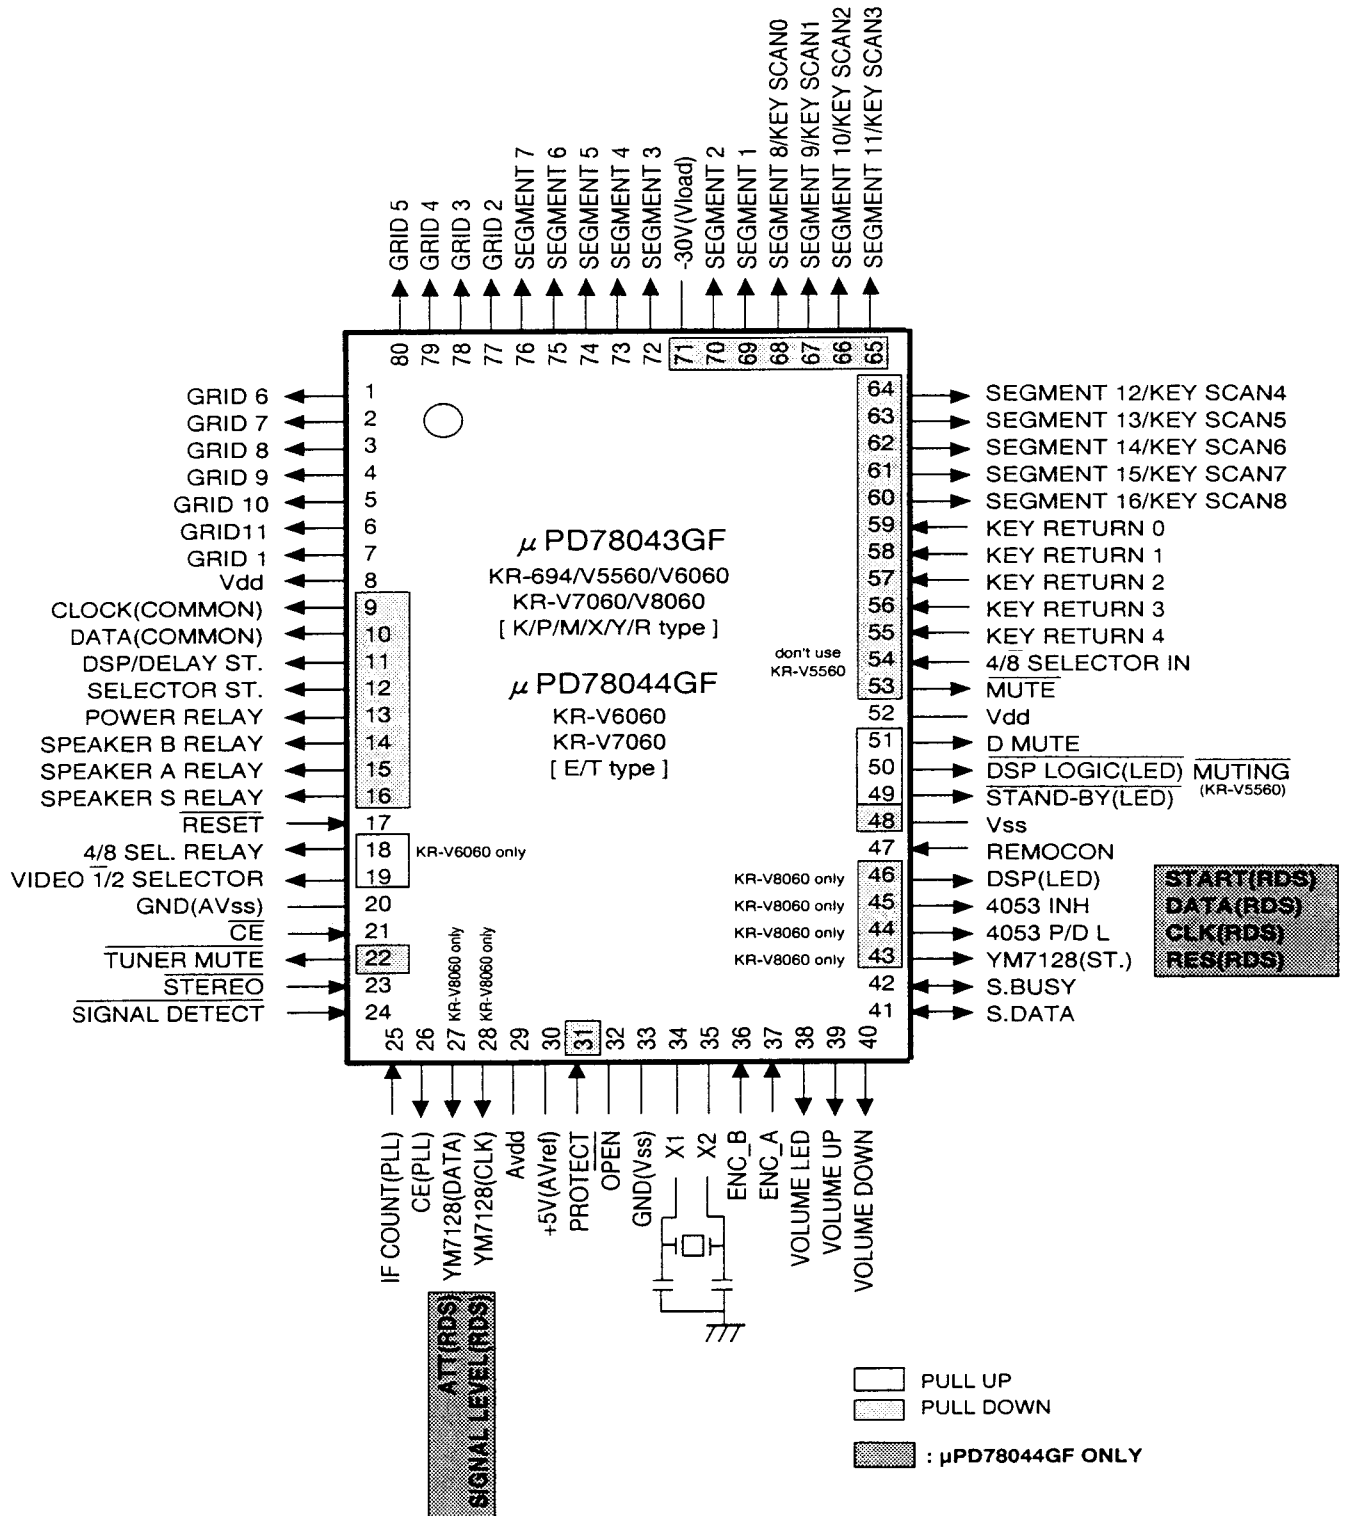 GRID 5
GRID 4
GRID 3
GRID 2
SEGMENT 7
SEGMENT 6
SEGMENT 5
SEGMENT 4
SEGMENT 3
-30V(Vload)
SEGMENT 2
SEGMENT 1
SEGMENT 8/KEY SCAN0
SEGMENT 9/KEY SCAN1
SEGMENT 10/KEY SCAN2
SEGMENT 11/KEY SCAN3
80 79 78 77 76 75 74 73 72 71 70 69 68 67 66 65
GRID 6 1
GRID 7 2
GRID 8 3
GRID 9 4
GRID 10 5
GRID11 6
GRID 1 7
Vdd 8
CLOCK(COMMON) 9
DATA(COMMON) 10
DSP/DELAY ST. 11
SELECTOR ST. 12
POWER RELAY 13
SPEAKER B RELAY 14
SPEAKER A RELAY 15
SPEAKER S RELAY 16
RESET 17
4/8 SEL. RELAY 18 KR-V6060 only
VIDEO 1/2 SELECTOR 19
GND(AVss) 20
CE 21
TUNER MUTE 22
STEREO 23
SIGNAL DETECT 24
μPD78043GF
KR-694/V5560/V6060
KR-V7060/V8060
[ K/P/M/X/Y/R type ]
μPD78044GF
KR-V6060
KR-V7060
[ E/T type ]
64 SEGMENT 12/KEY SCAN4
63 SEGMENT 13/KEY SCAN5
62 SEGMENT 14/KEY SCAN6
61 SEGMENT 15/KEY SCAN7
60 SEGMENT 16/KEY SCAN8
59 KEY RETURN 0
58 KEY RETURN 1
57 KEY RETURN 2
56 KEY RETURN 3
55 KEY RETURN 4
don't use
KR-V5560
54 4/8 SELECTOR IN
53 MUTE
52 Vdd
51 D MUTE
50 DSP LOGIC(LED) MUTING
(KR-V5560)
49 STAND-BY(LED)
48 Vss
47 REMOCON
KR-V8060 only 46 DSP(LED) START(RDS)
KR-V8060 only 45 4053 INH DATA(RDS)
KR-V8060 only 44 4053 P/D L CLK(RDS)
KR-V8060 only 43 YM7128(ST.) RES(RDS)
42 S.BUSY
41 S.DATA
KR-V8060 only
KR-V8060 only
25 26 27 28 29 30 31 32 33 34 35 36 37 38 39 40
IF COUNT(PLL)
CE(PLL)
YM7128(DATA)
YM7128(CLK)
Avdd
+5V(AVref)
PROTECT
OPEN
GND(Vss)
X1
X2
ENC_B
ENC_A
VOLUME LED
VOLUME UP
VOLUME DOWN
ATT(RDS)
SIGNAL LEVEL(RDS)
PULL UP
PULL DOWN
: μPD78044GF ONLY